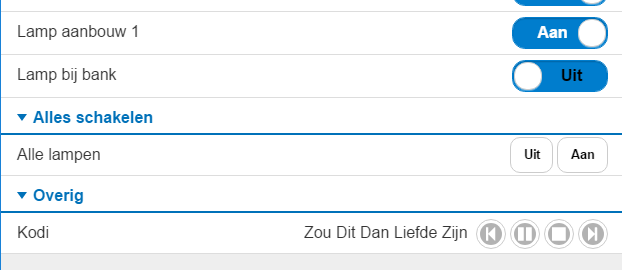 Lamp aanbouw 1 Aan
Lamp bij bank Uit
Alles schakelen
Alle lampen Uit Aan
Overig
Kodi Zou Dit Dan Liefde Zijn